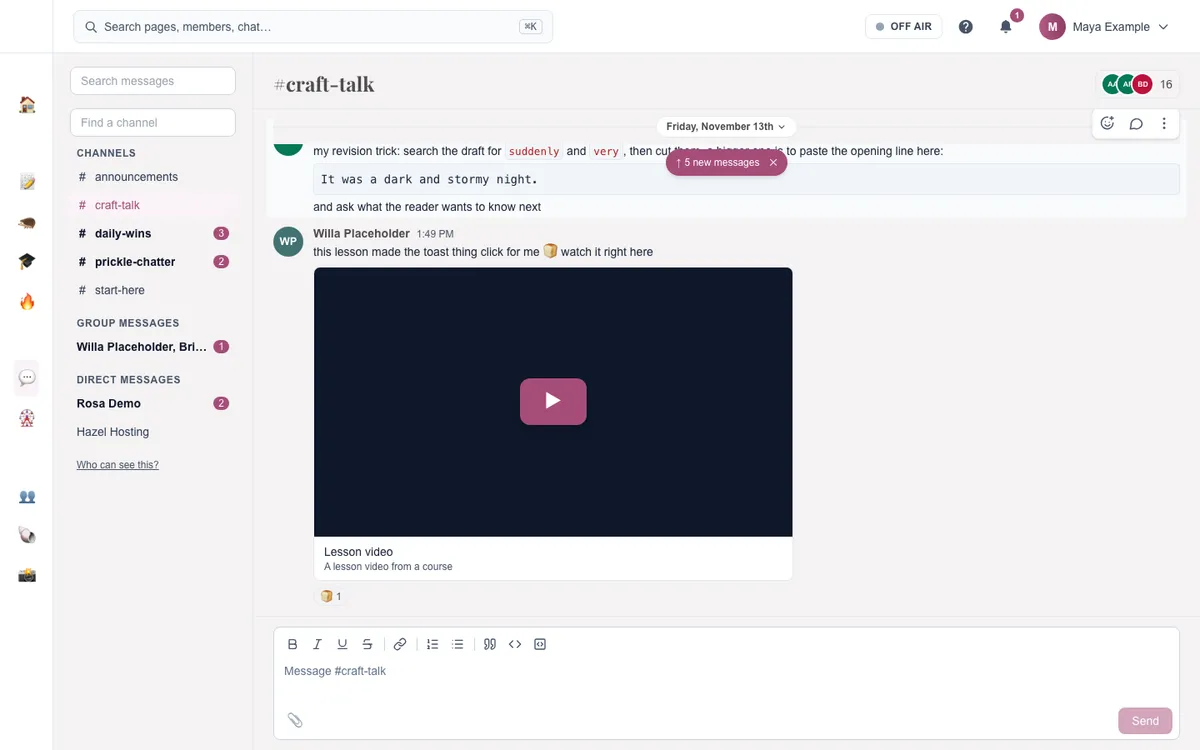 Search pages, members, chat…
⌘K
OFF AIR
1
M
Maya Example
Search messages
Find a channel
CHANNELS
# announcements
# craft-talk
# daily-wins 3
# prickle-chatter 2
# start-here
GROUP MESSAGES
Willa Placeholder, Bri… 1
DIRECT MESSAGES
Rosa Demo 2
Hazel Hosting
Who can see this?
#craft-talk
AA
BD
16
Friday, November 13th
my revision trick: search the draft for suddenly and very , then cut is to paste the opening line here:
↑ 5 new messages
It was a dark and stormy night.
and ask what the reader wants to know next
WP
Willa Placeholder 1:49 PM
this lesson made the toast thing click for me 🍞 watch it right here
Lesson video
A lesson video from a course
🍞 1
Message #craft-talk
Send